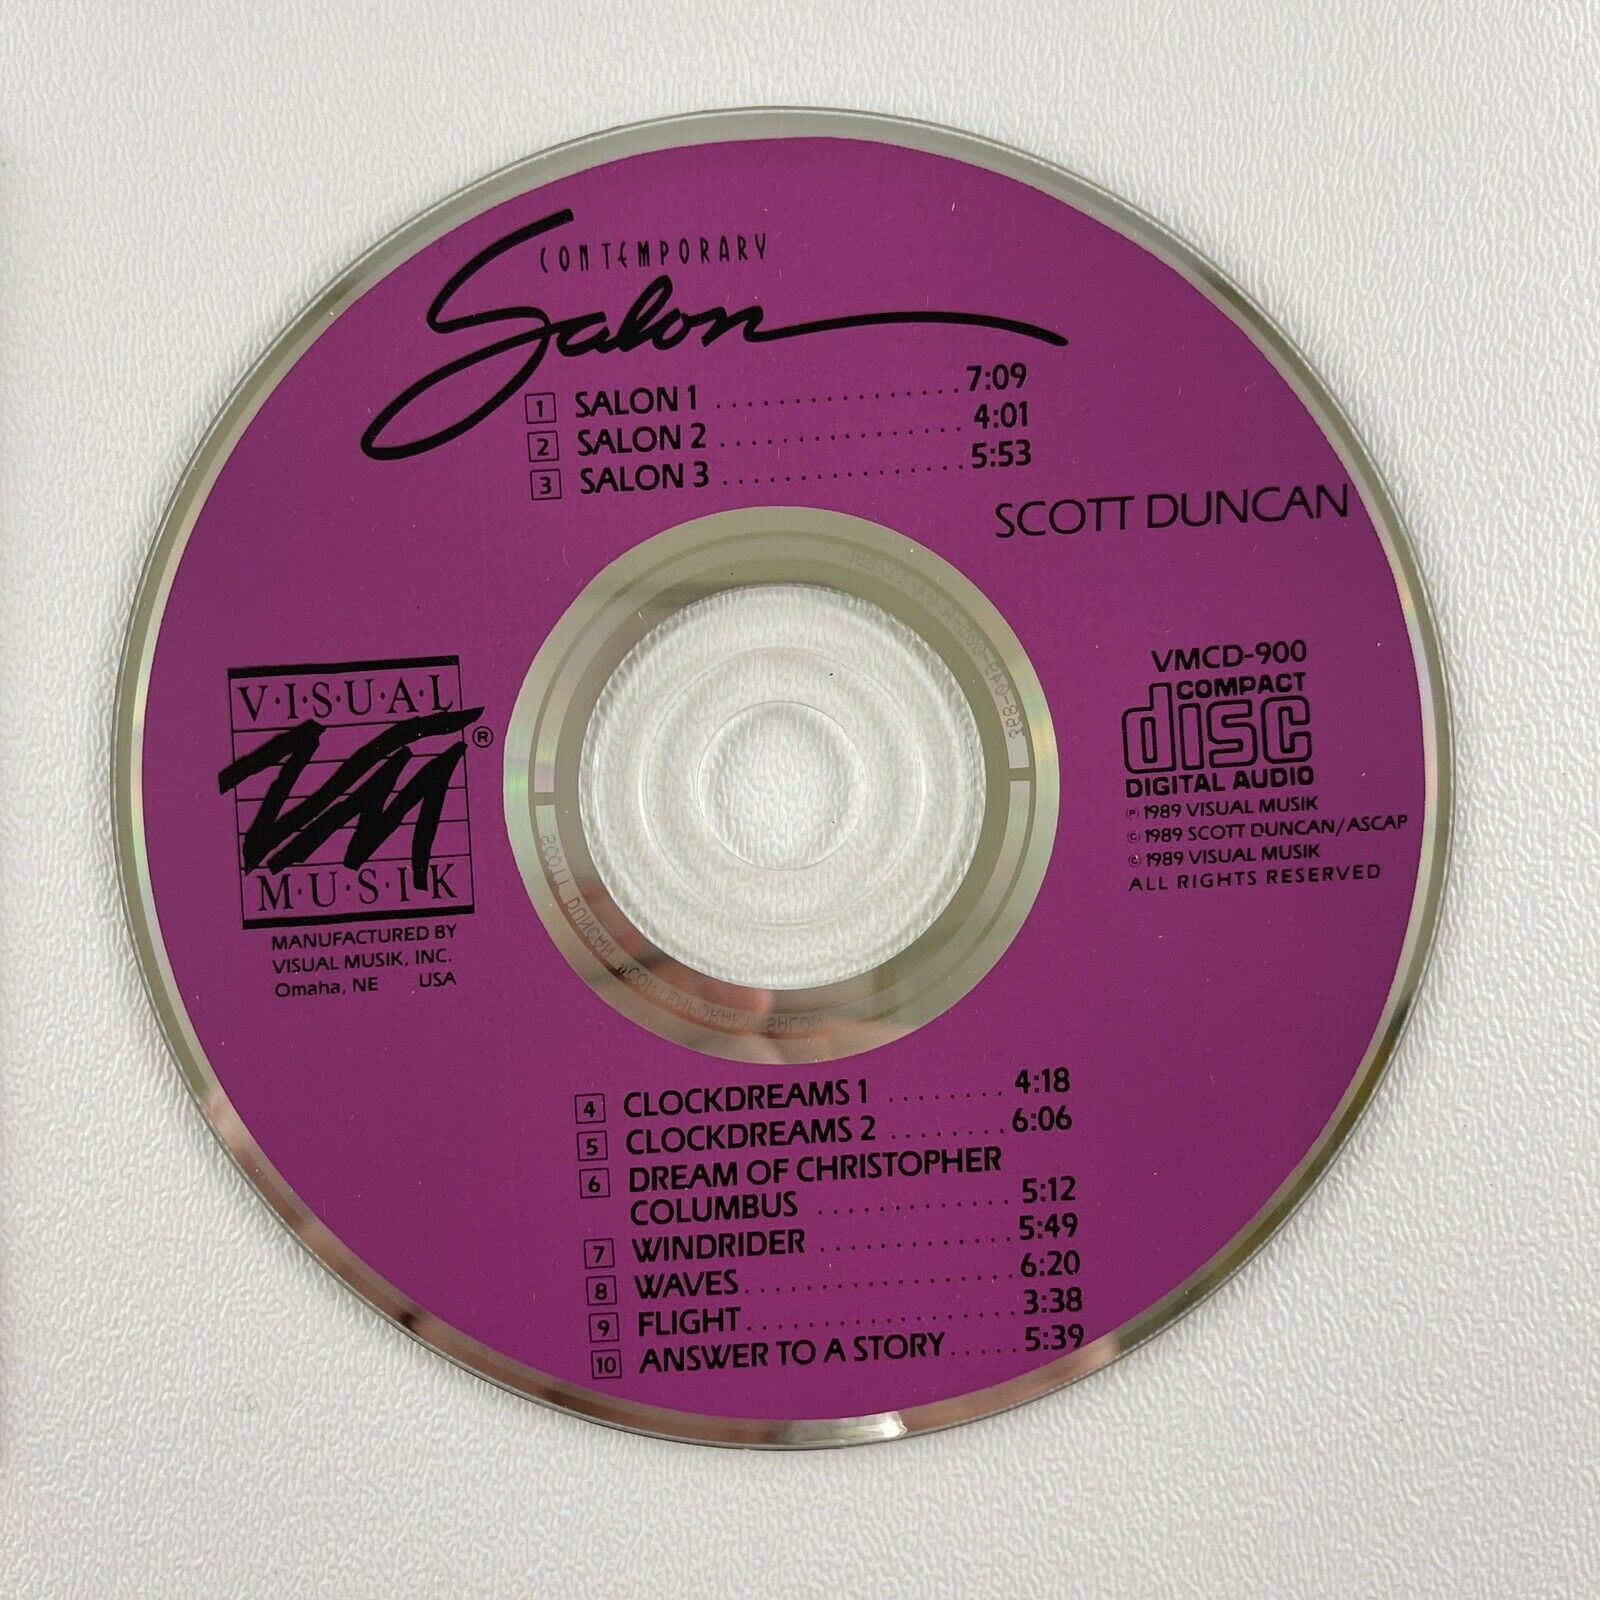 CONTEMPORARY
Salon
1 SALON 1 ............... 7:09
2 SALON 2 ............... 4:01
3 SALON 3 ............... 5:53
SCOTT DUNCAN
V·I·S·U·A·L
VM ®
M·U·S·I·K
MANUFACTURED BY
VISUAL MUSIK, INC.
Omaha, NE USA
VMCD-900
COMPACT
disc
DIGITAL AUDIO
℗ 1989 VISUAL MUSIK
© 1989 SCOTT DUNCAN/ASCAP
© 1989 VISUAL MUSIK
ALL RIGHTS RESERVED
SCOTT DUNCAN "CONTEMPORARY SALON
4 CLOCKDREAMS 1 ........ 4:18
5 CLOCKDREAMS 2 ........ 6:06
6 DREAM OF CHRISTOPHER
COLUMBUS ............. 5:12
7 WINDRIDER ............. 5:49
8 WAVES .................. 6:20
9 FLIGHT .................. 3:38
10 ANSWER TO A STORY ..... 5:39